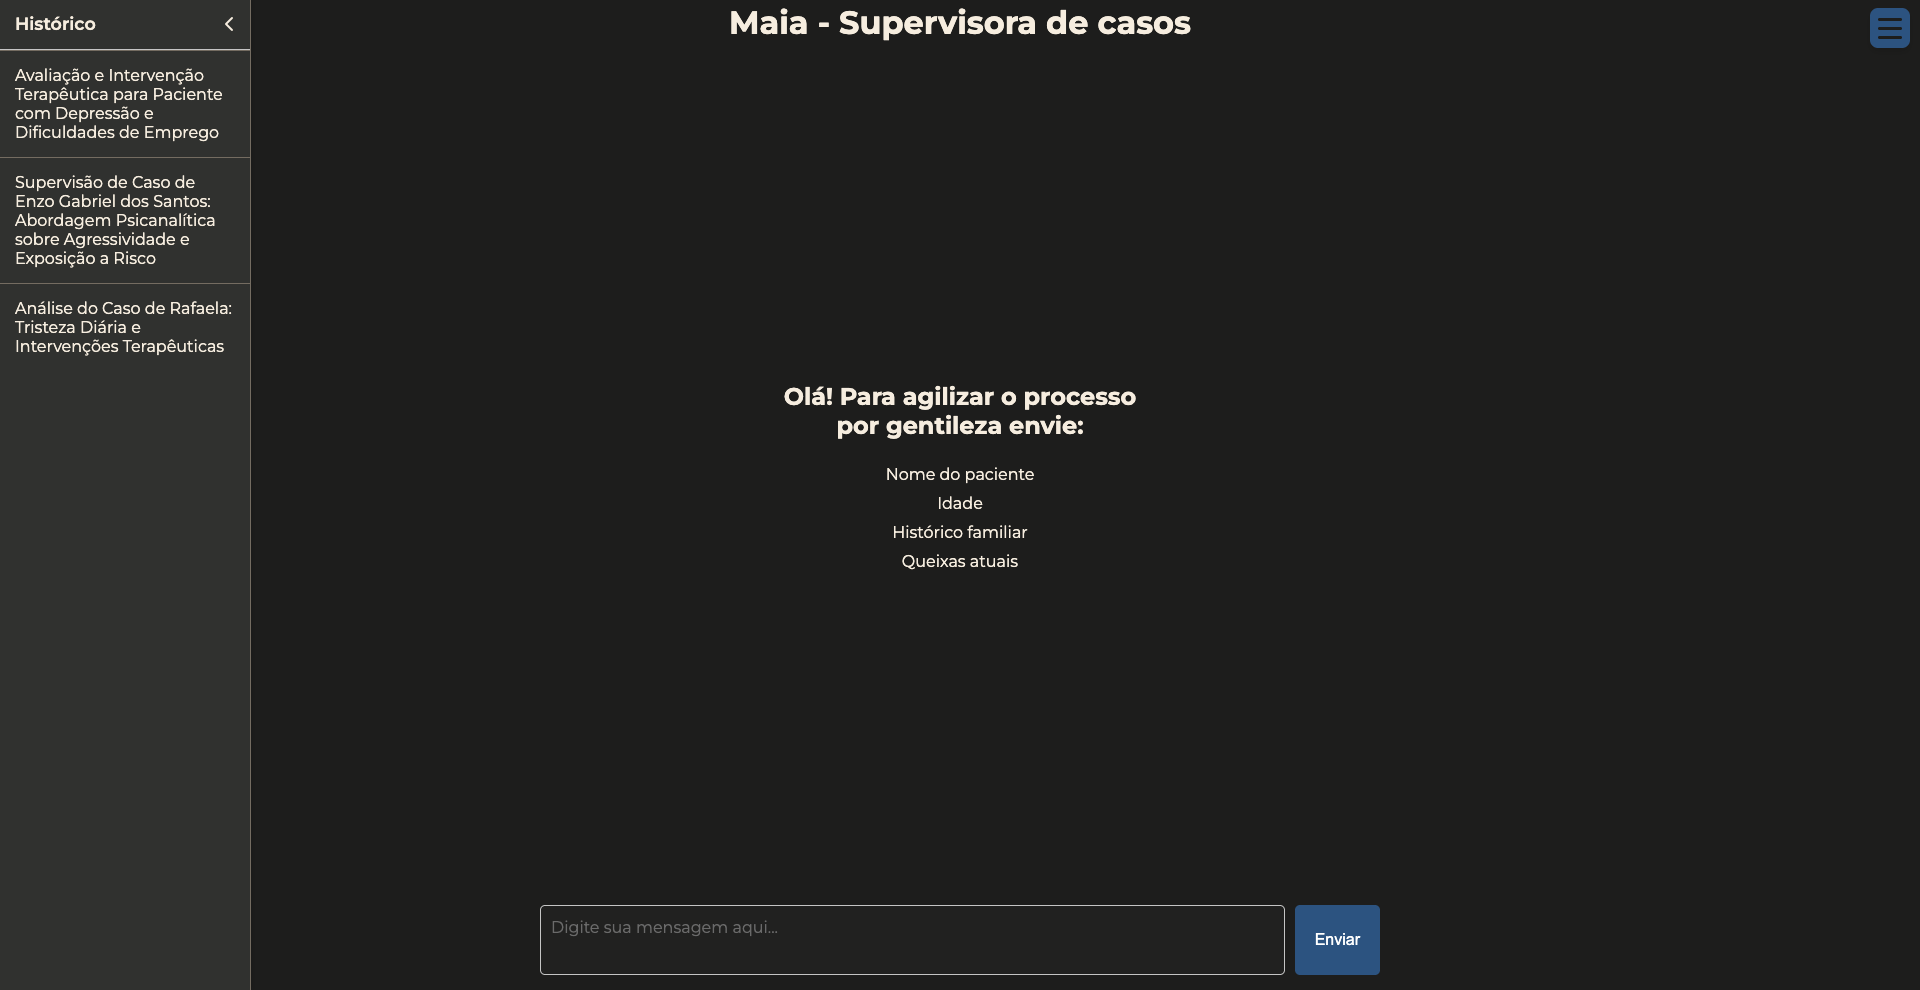 Histórico
Avaliação e Intervenção
Terapêutica para Paciente
com Depressão e
Dificuldades de Emprego
Supervisão de Caso de
Enzo Gabriel dos Santos:
Abordagem Psicanalítica
sobre Agressividade e
Exposição a Risco
Análise do Caso de Rafaela:
Tristeza Diária e
Intervenções Terapêuticas
Maia - Supervisora de casos
Olá! Para agilizar o processo
por gentileza envie:
Nome do paciente
Idade
Histórico familiar
Queixas atuais
Digite sua mensagem aqui...
Enviar